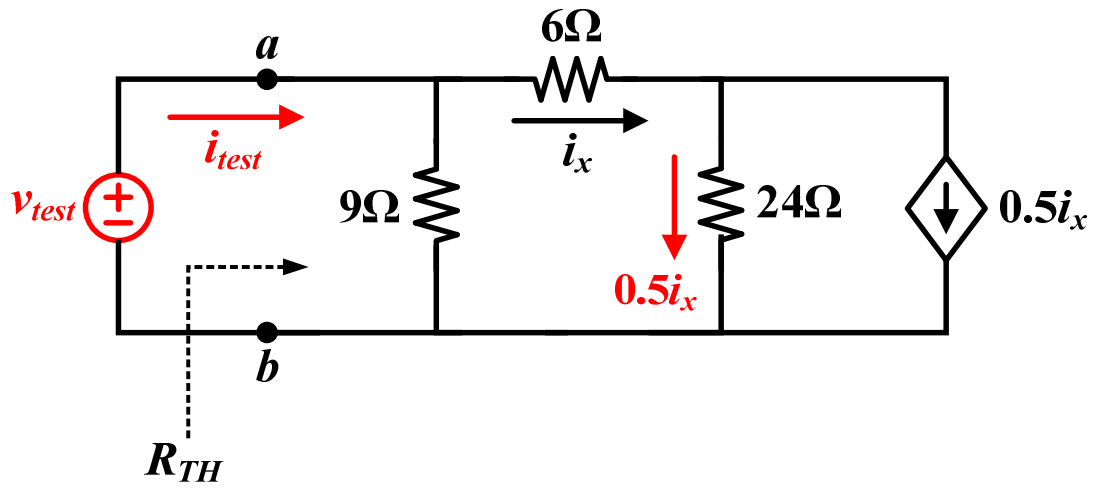 6Ω
a
i_test
i_x
v_test
+
−
9Ω
24Ω
0.5i_x
0.5i_x
b
R_TH